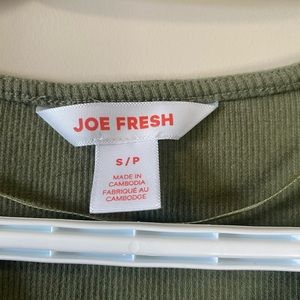 JOE FRESH
S/P
MADE IN
CAMBODIA
FABRIQUÉ AU
CAMBODGE